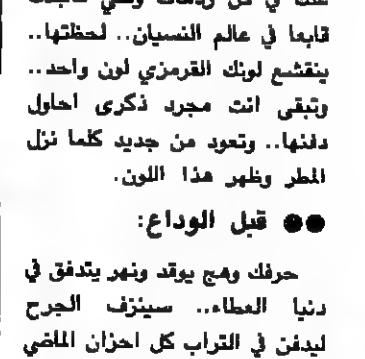 قابعا في عالم النسيان.. لحظتها..
ينقشع لونك القرمزي لون واحد..
وتبقى انت مجرد ذكرى احاول
دفنها.. وتعود من جديد كلما نزل
المطر وظهر هذا اللون.
●● قبل الوداع:
حرفك وهج يوقد ونهر يتدفق في
دنيا العطاء.. سينزف الجرح
ليدفن في التراب كل احزان الماضي